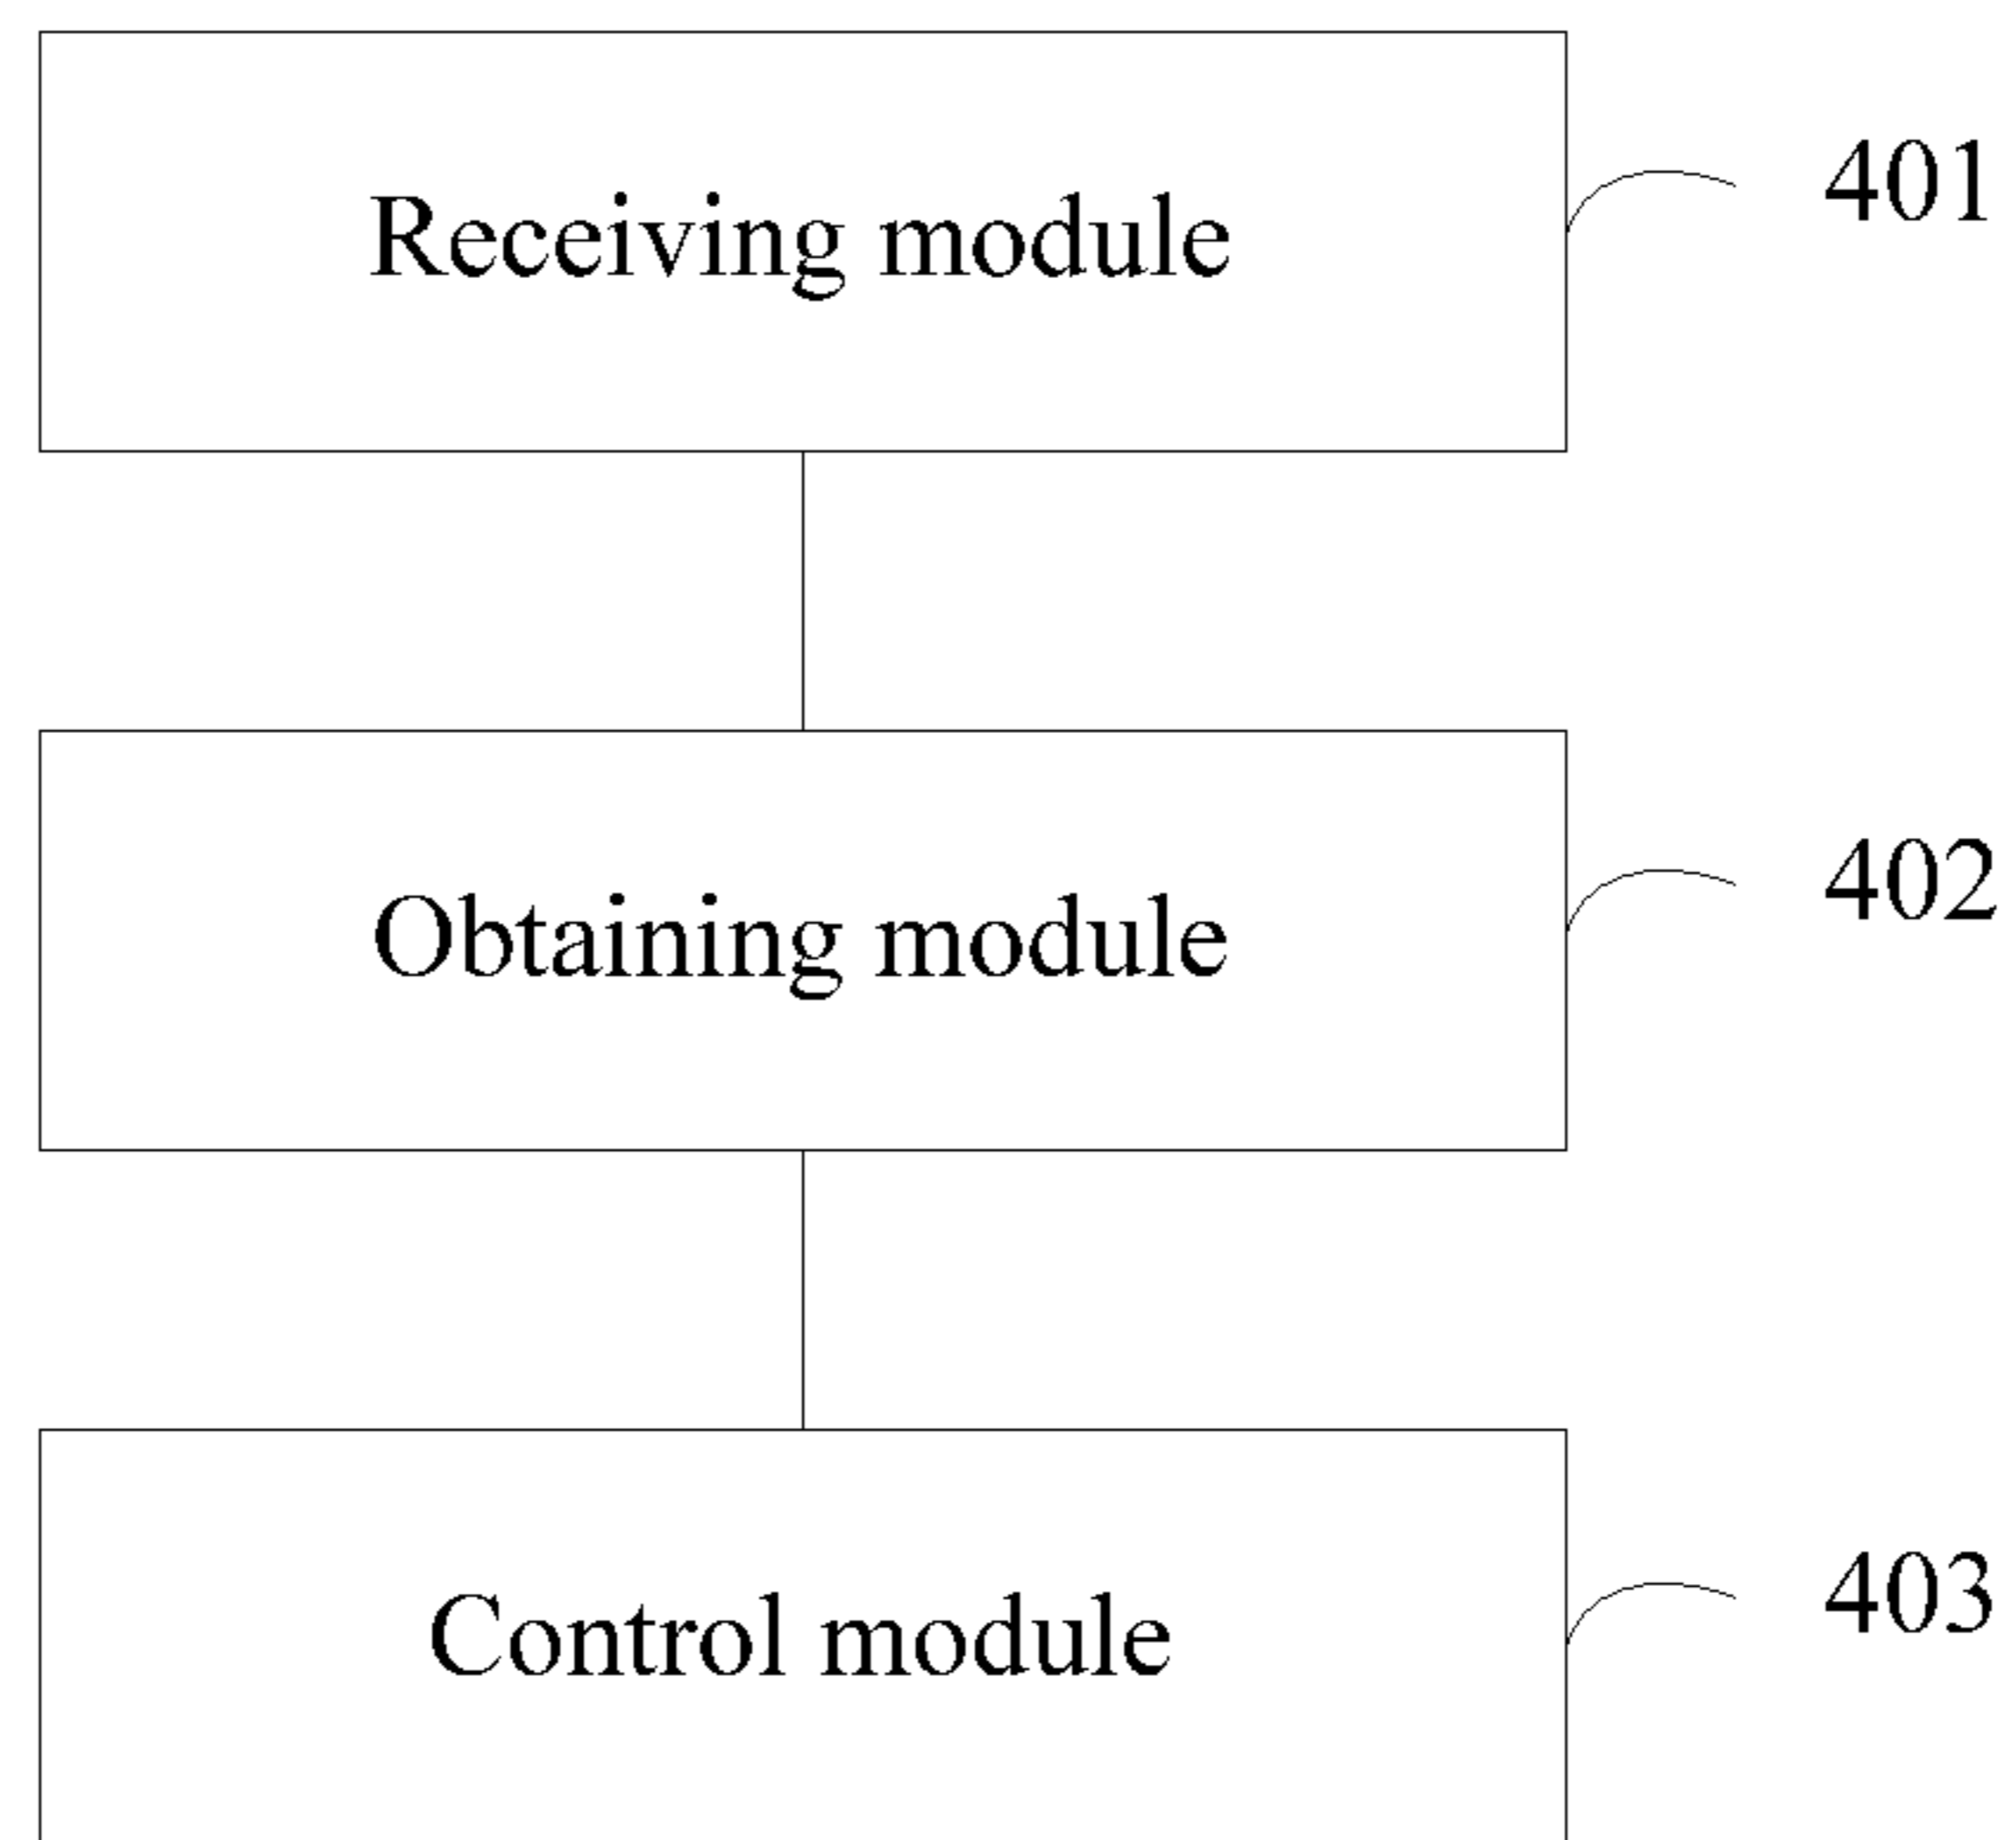 Receiving module
401
Obtaining module
402
Control module
403